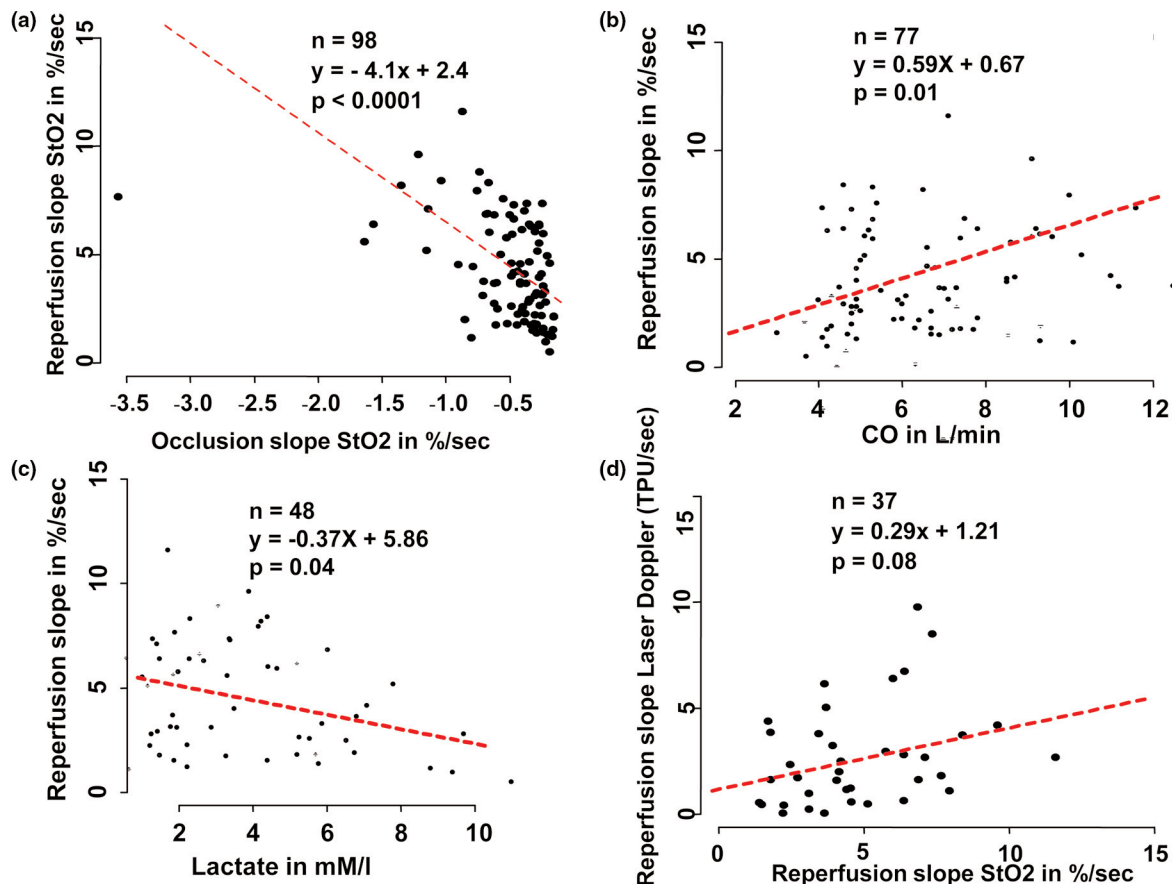 (a)
Reperfusion slope StO2 in %/sec
15
10
5
0
n = 98
y = - 4.1x + 2.4
p < 0.0001
-3.5
-3.0
-2.5
-2.0
-1.5
-1.0
-0.5
Occlusion slope StO2 in %/sec
(b)
Reperfusion slope in %/sec
15
10
5
0
n = 77
y = 0.59X + 0.67
p = 0.01
2
4
6
8
10
12
CO in L/min
(c)
Reperfusion slope in %/sec
15
10
5
0
n = 48
y = -0.37X + 5.86
p = 0.04
2
4
6
8
10
Lactate in mM/l
(d)
Reperfusion slope Laser Doppler (TPU/sec)
15
10
5
0
n = 37
y = 0.29x + 1.21
p = 0.08
0
5
10
15
Reperfusion slope StO2 in %/sec